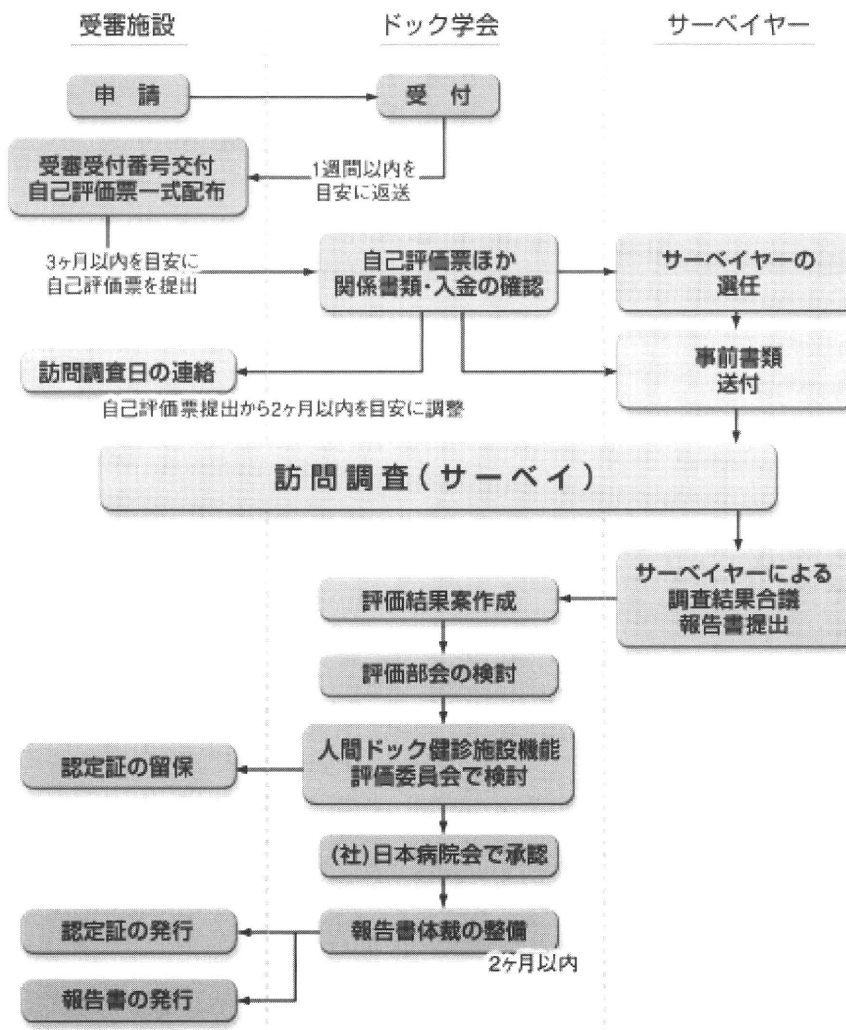 受審施設
ドック学会
サーベイヤー
申　請
受　付
受審受付番号交付
自己評価票一式配布
1週間以内を
目安に返送
3ヶ月以内を目安に
自己評価票を提出
自己評価票ほか
関係書類・入金の確認
サーベイヤーの
選任
訪問調査日の連絡
事前書類
送付
自己評価票提出から2ヶ月以内を目安に調整
訪問調査(サーベイ)
サーベイヤーによる
調査結果合議
報告書提出
評価結果案作成
評価部会の検討
認定証の留保
人間ドック健診施設機能
評価委員会で検討
(社)日本病院会で承認
認定証の発行
報告書体裁の整備
2ヶ月以内
報告書の発行